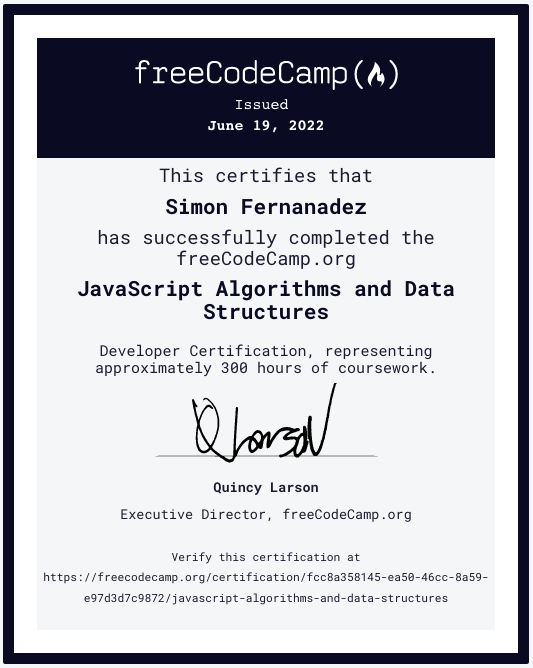 freeCodeCamp
Issued
June 19, 2022
This certifies that
Simon Fernanadez
has successfully completed the
freeCodeCamp.org
JavaScript Algorithms and Data
Structures
Developer Certification, representing
approximately 300 hours of coursework.
Q Larson
Quincy Larson
Executive Director, freeCodeCamp.org
Verify this certification at
https://freecodecamp.org/certification/fcc8a358145-ea50-46cc-8a59-
e97d3d7c9872/javascript-algorithms-and-data-structures